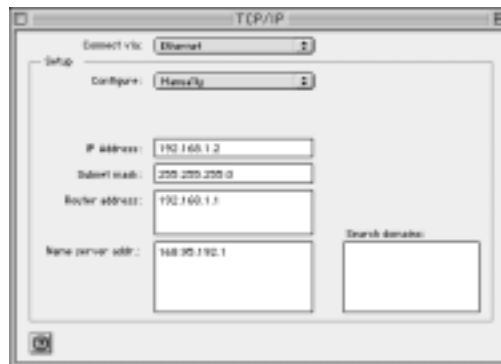 TCP/IP
Connect via: Ethernet
Setup
Configure: Manually
IP Address: 192.168.1.2
Subnet mask: 255.255.255.0
Router address: 192.168.1.1
Search domains:
Name server addr.: 168.95.192.1